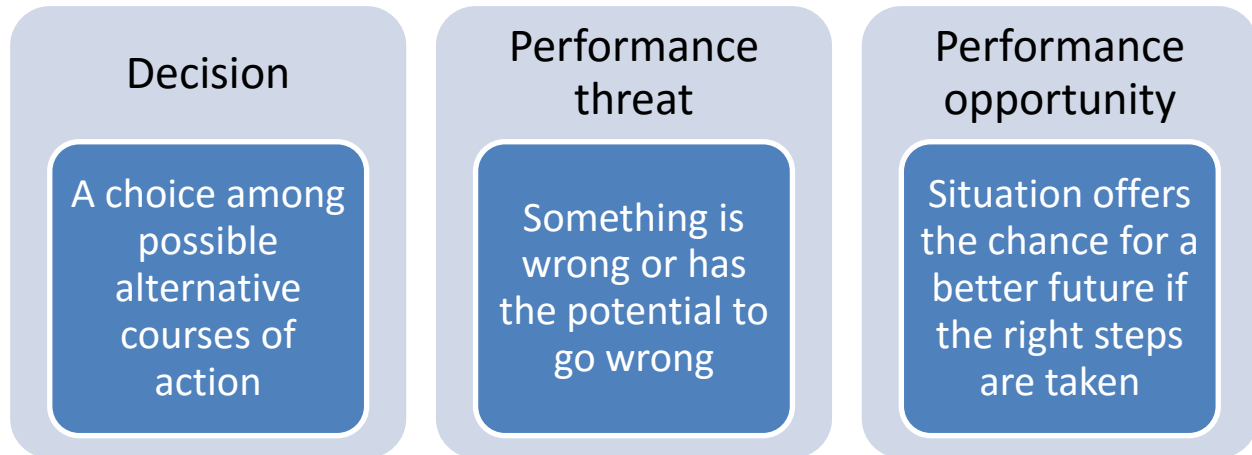 Decision
A choice among
possible
alternative
courses of
action
Performance
threat
Something is
wrong or has
the potential to
go wrong
Performance
opportunity
Situation offers
the chance for a
better future if
the right steps
are taken